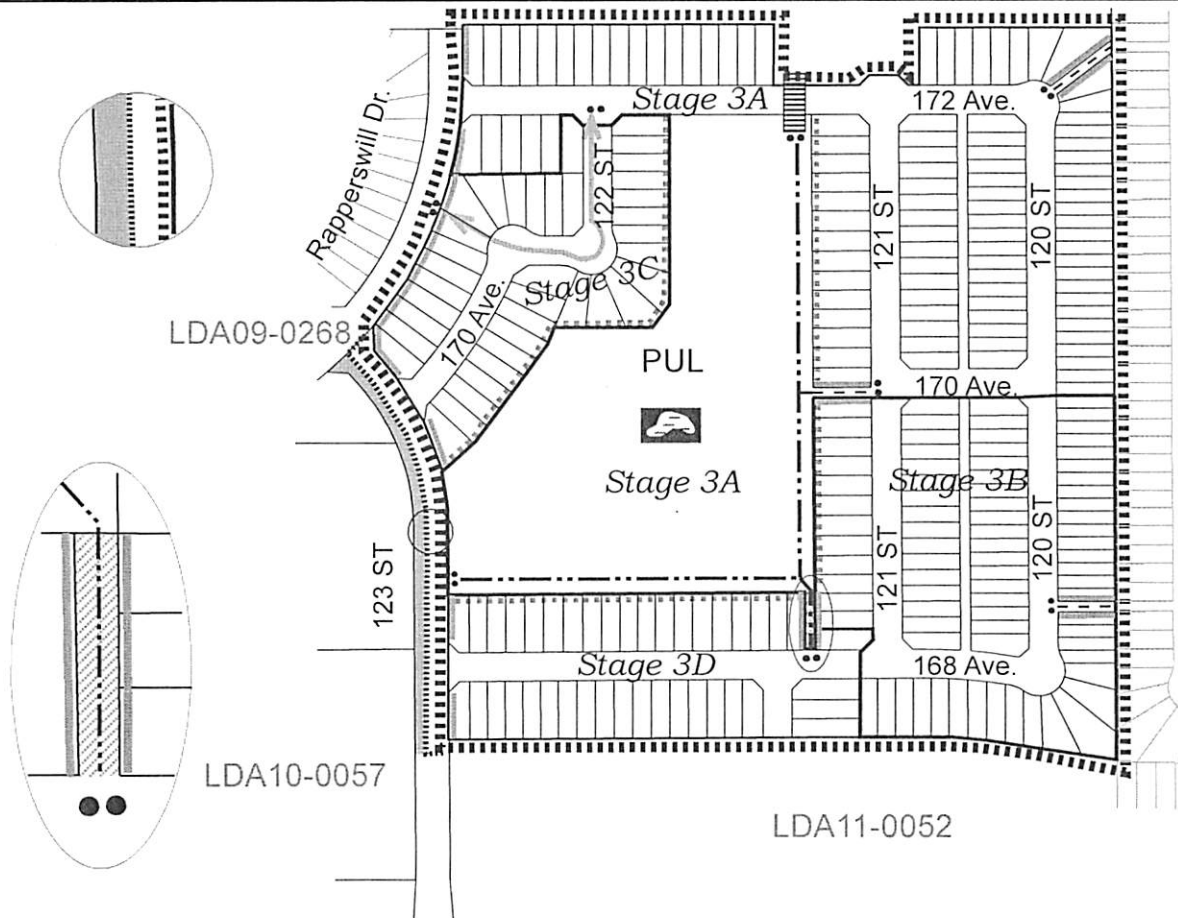 Stage 3A
172 Ave.
Rapperswill Dr.
122 ST
121 ST
120 ST
Stage 3C
LDA09-0268
170 Ave.
PUL
170 Ave.
Stage 3A
Stage 3B
123 ST
121 ST
120 ST
Stage 3D
168 Ave.
LDA10-0057
LDA11-0052